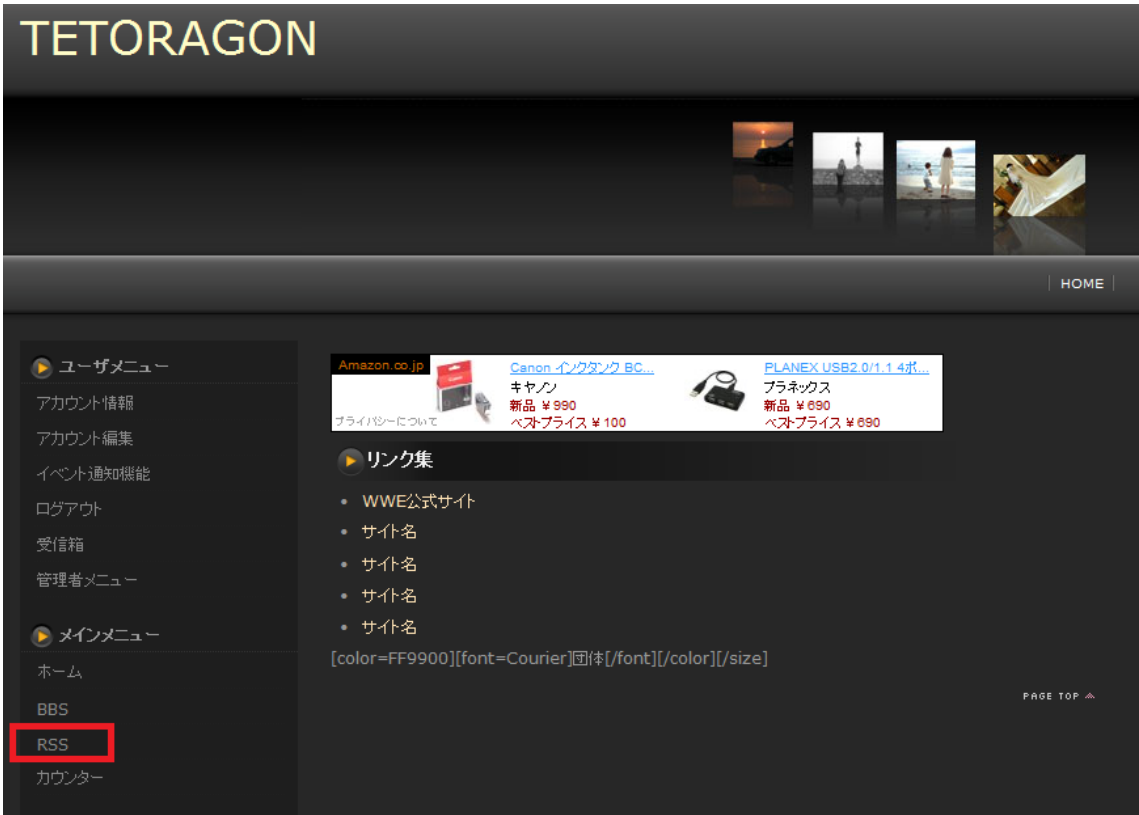 TETORAGON
HOME
ユーザメニュー
アカウント情報
アカウント編集
イベント通知機能
ログアウト
受信箱
管理者メニュー
メインメニュー
ホーム
BBS
RSS
カウンター
Amazon.co.jp
プライバシーについて
Canon インクタンク BC...
キヤノン
新品 ¥990
ベストプライス ¥100
PLANEX USB2.0/1.1 4ポ...
プラネックス
新品 ¥690
ベストプライス ¥690
リンク集
WWE公式サイト
サイト名
サイト名
サイト名
サイト名
[color=FF9900][font=Courier]団体[/font][/color][/size]
PAGE TOP